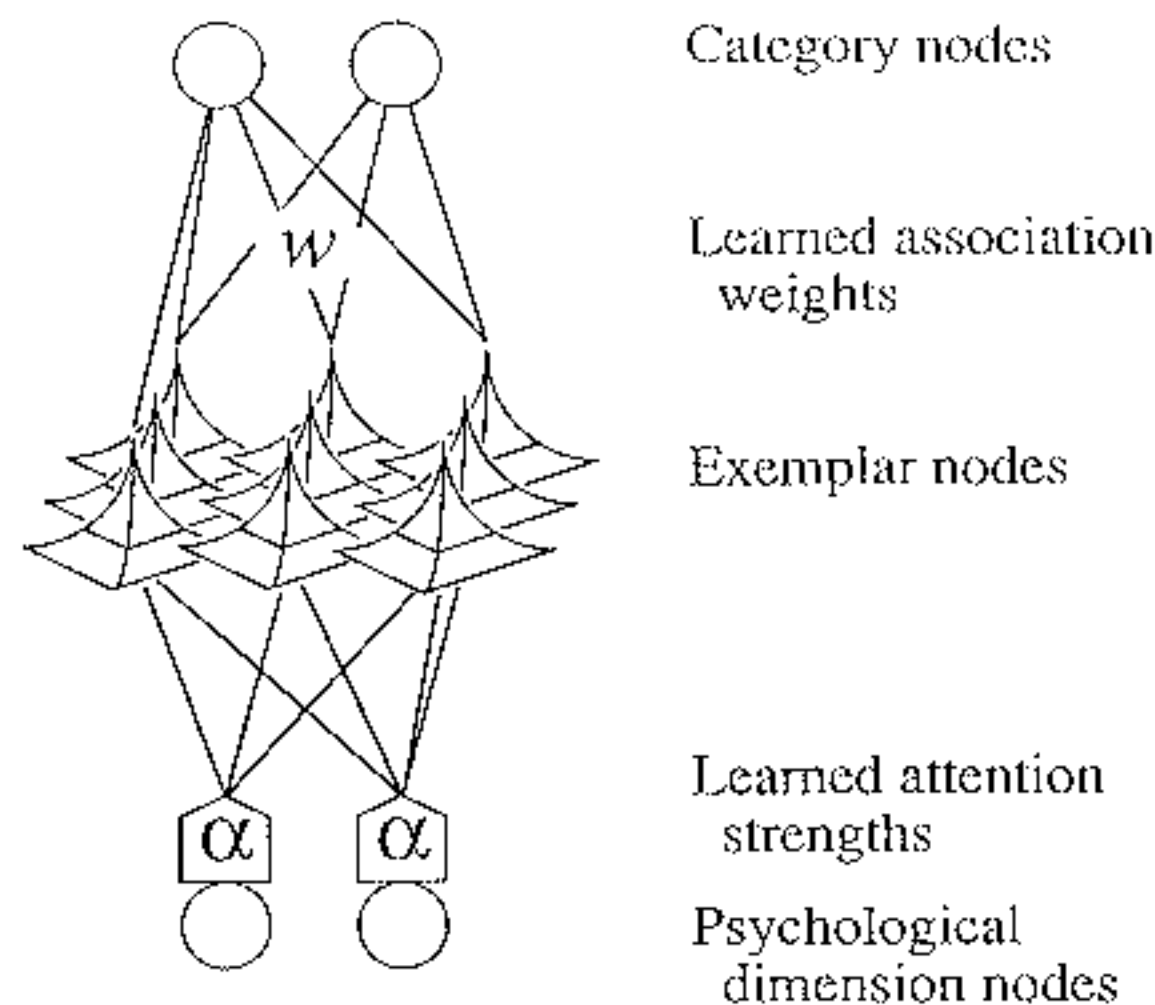 Category nodes
w
Learned association
weights
Exemplar nodes
α
α
Learned attention
strengths
Psychological
dimension nodes